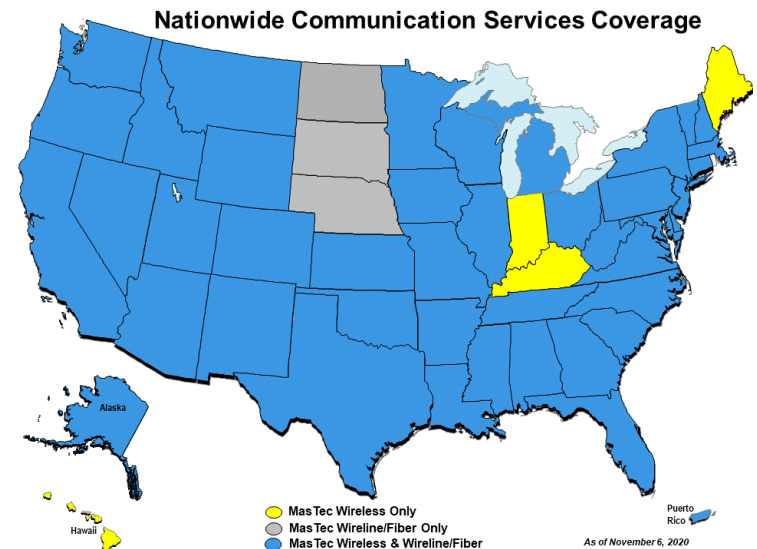 Nationwide Communication Services Coverage
Alaska
Hawaii
MasTec Wireless Only
MasTec Wireline/Fiber Only
MasTec Wireless & Wireline/Fiber
Puerto
Rico
As of November 6, 2020